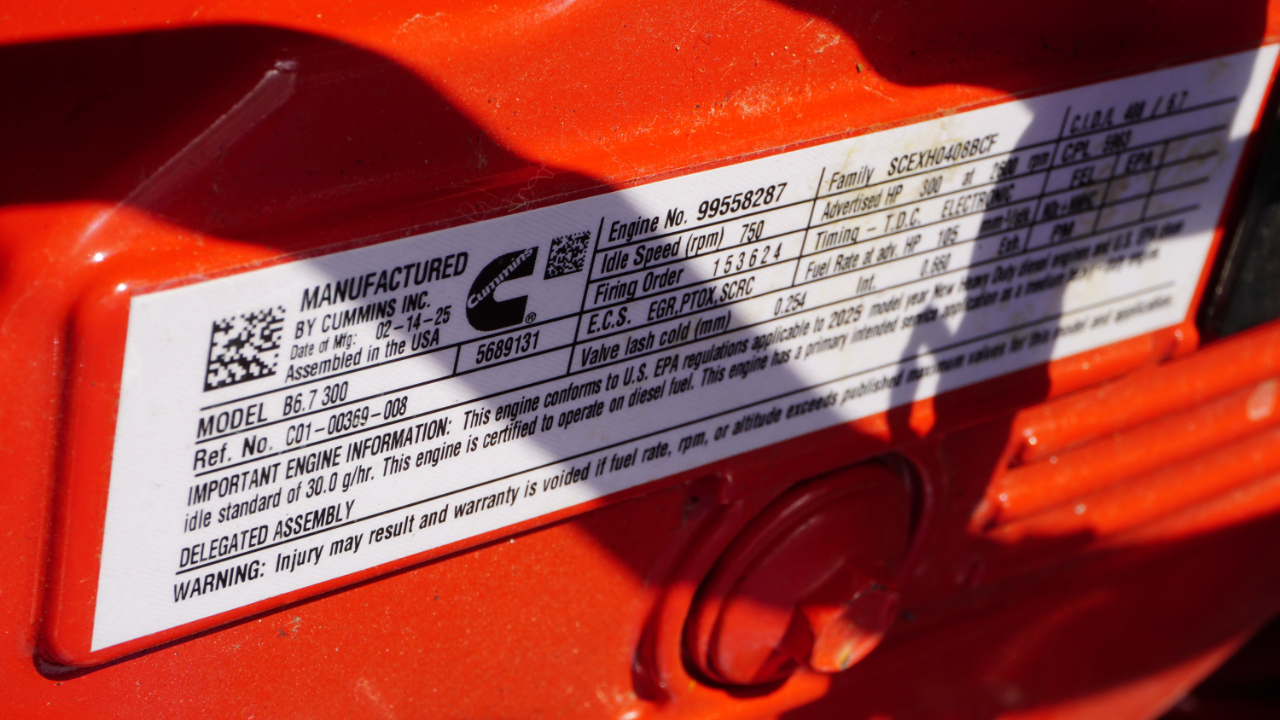 MANUFACTURED
BY CUMMINS INC.
Date of Mfg: 02-14-25
Assembled in the USA
Cummins ®
MODEL B6.7 300 5689131
Ref. No. C01-00369-008
Engine No. 99558287
Idle Speed (rpm) 750
Firing Order 1 5 3 6 2 4
E.C.S. EGR,PTOX,SCRC
Valve lash cold (mm) 0.254 Int. 0.660 Exh.
Family SCEXH0408BCF C.I.D./L 408 / 6.7
Advertised HP 300 at 2600 rpm CPL 5963
Timing - T.D.C. ELECTRONIC FEL EPA
Fuel Rate at adv. HP 105 mm³/stk
PM
IMPORTANT ENGINE INFORMATION: This engine conforms to U.S. EPA regulations applicable to 2025 model year New Heavy Duty diesel engines and U.S. EPA clean
idle standard of 30.0 g/hr. This engine is certified to operate on diesel fuel. This engine has a primary intended service application as a medium engine.
DELEGATED ASSEMBLY
WARNING: Injury may result and warranty is voided if fuel rate, rpm, or altitude exceeds published maximum values for this model and application.